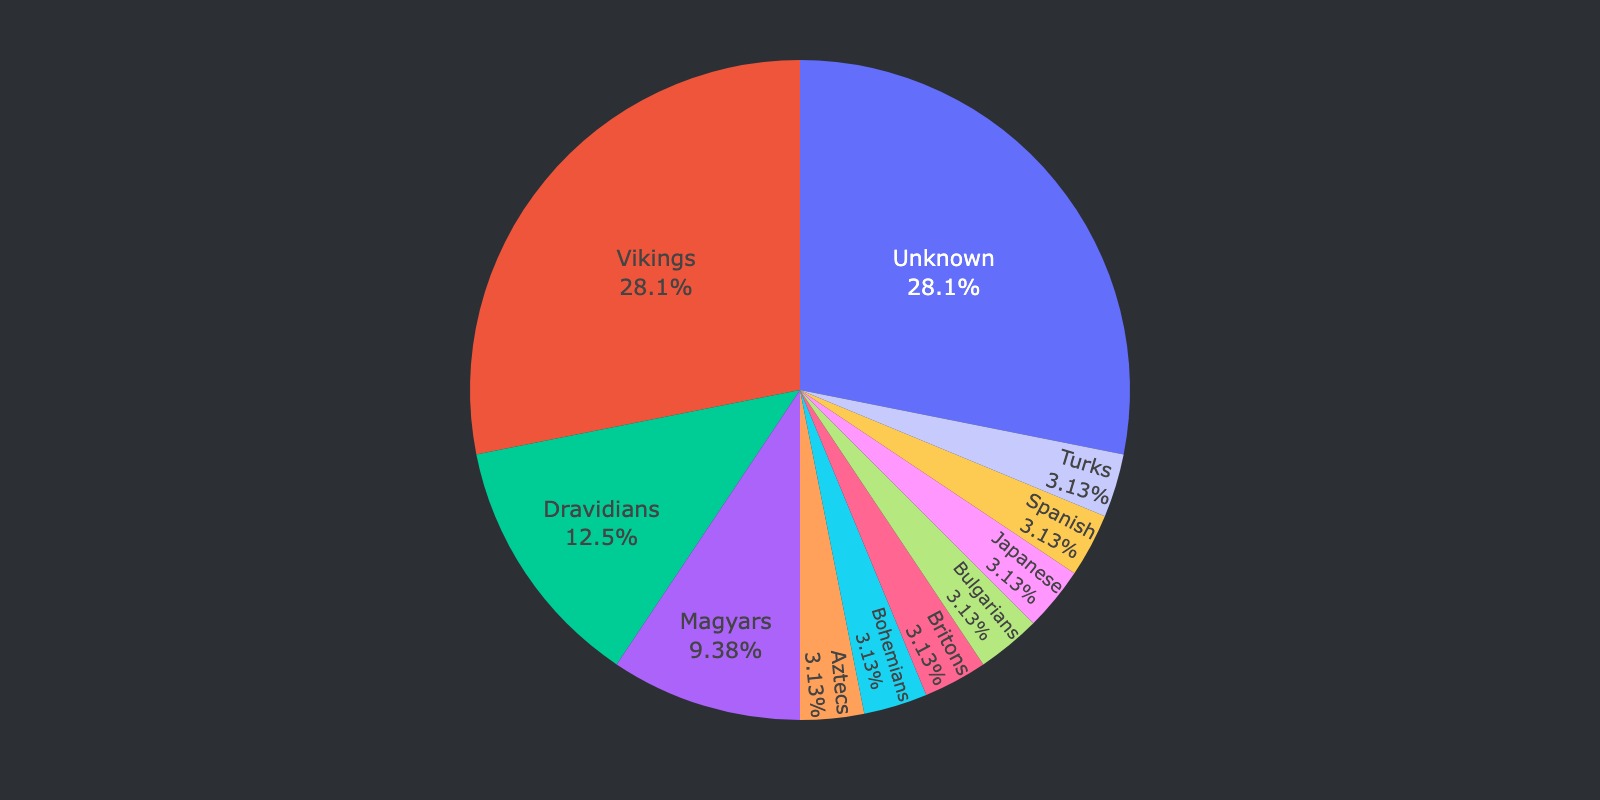 Vikings
28.1%
Unknown
28.1%
Dravidians
12.5%
Magyars
9.38%
Aztecs
3.13%
Bohemians
3.13%
Britons
3.13%
Bulgarians
3.13%
Japanese
3.13%
Spanish
3.13%
Turks
3.13%